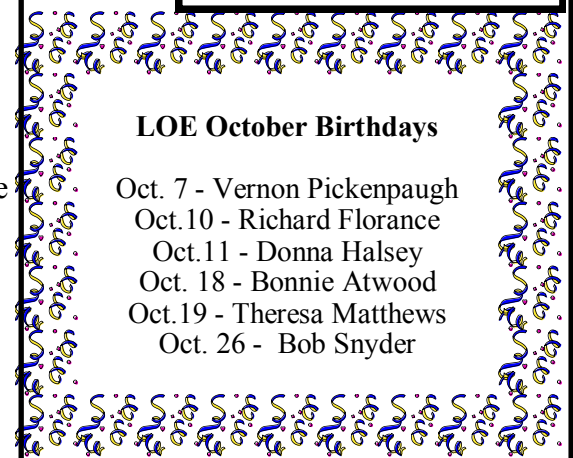 LOE October Birthdays
e
Oct. 7 - Vernon Pickenpaugh
Oct.10 - Richard Florance
Oct.11 - Donna Halsey
Oct. 18 - Bonnie Atwood
Oct.19 - Theresa Matthews
Oct. 26 -  Bob Snyder